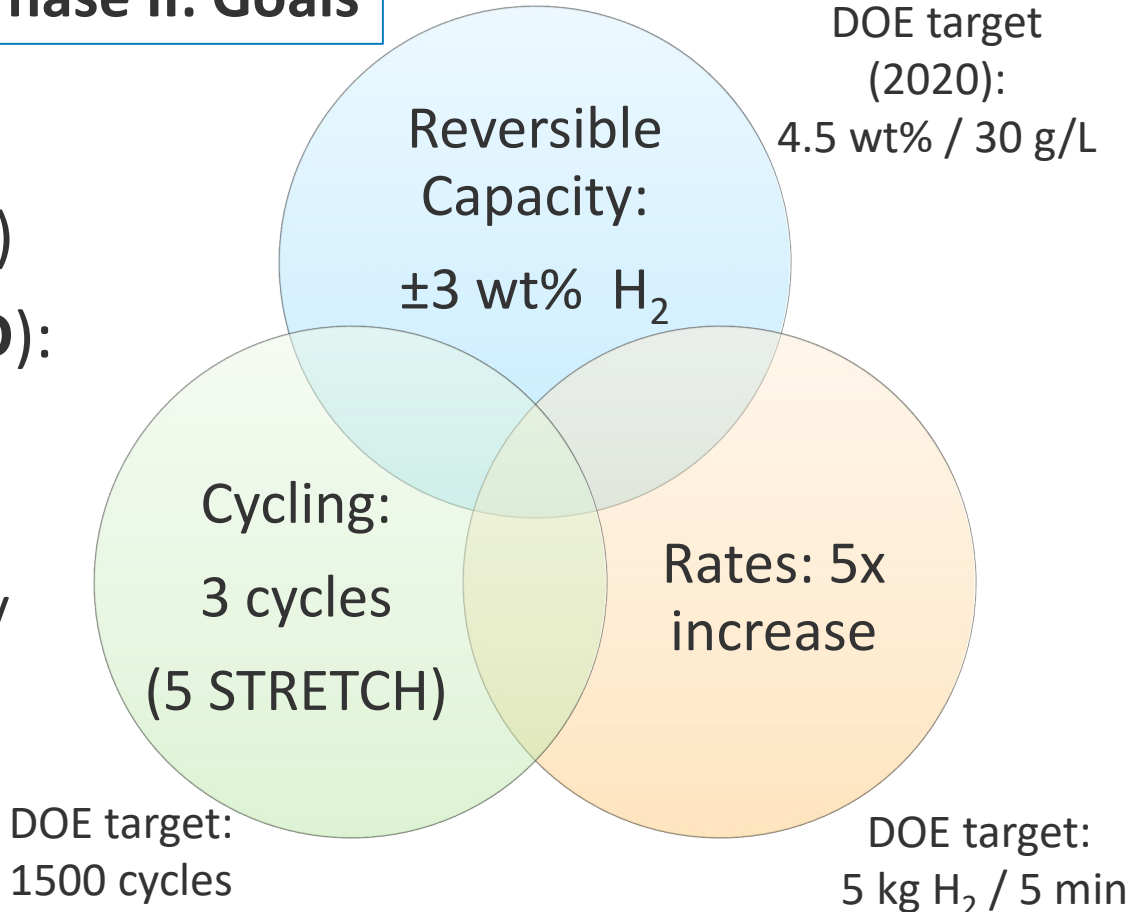 II: Goals
DOE target
(2020):
4.5 wt% / 30 g/L
Reversible
Capacity:
±3 wt% H₂
)
):
Cycling:
3 cycles
(5 STRETCH)
Rates: 5x
increase
DOE target:
1500 cycles
DOE target:
5 kg H₂ / 5 min